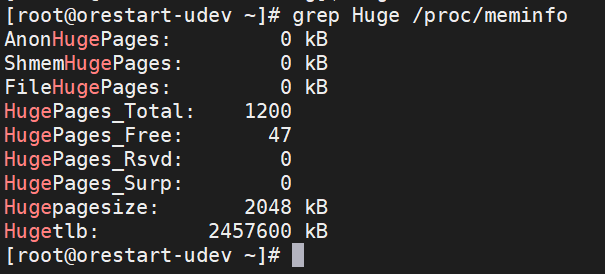 [root@orestart-udev ~]# grep Huge /proc/meminfo
AnonHugePages:         0 kB
ShmemHugePages:        0 kB
FileHugePages:         0 kB
HugePages_Total:    1200
HugePages_Free:       47
HugePages_Rsvd:        0
HugePages_Surp:        0
Hugepagesize:       2048 kB
Hugetlb:         2457600 kB
[root@orestart-udev ~]#